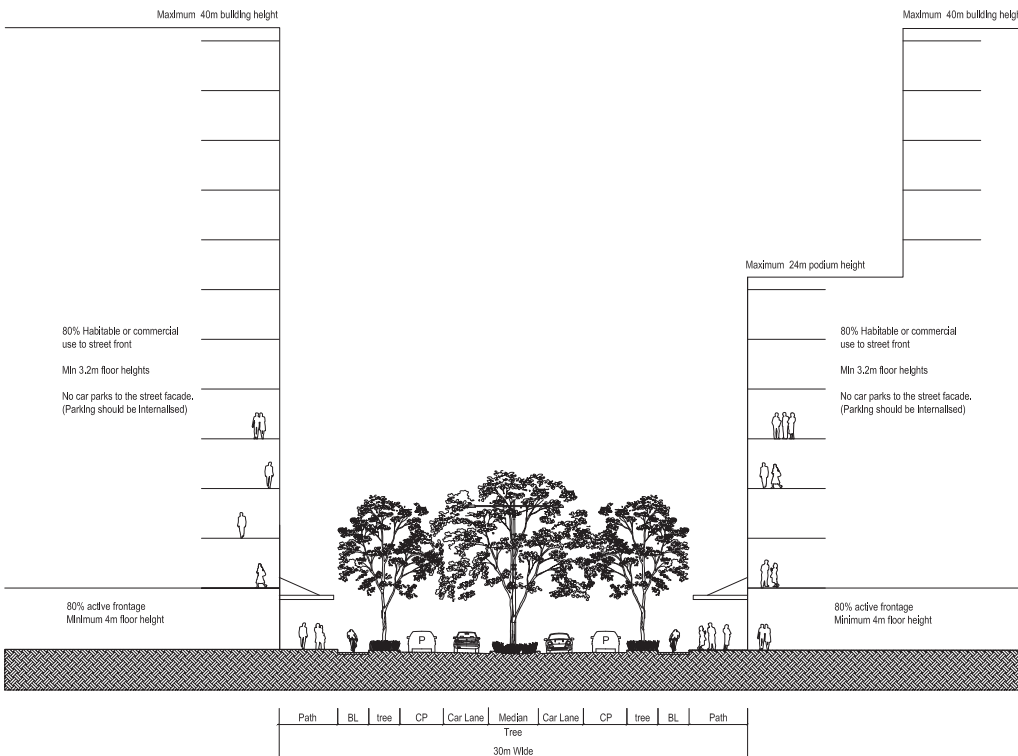 Maximum 40m building height
Maximum 40m building heigh
Maximum 24m podium height
80% Habitable or commercial
use to street front
Min 3.2m floor heights
No car parks to the street facade.
(Parking should be Internalised)
80% Habitable or commercial
use to street front
Min 3.2m floor heights
No car parks to the street facade.
(Parking should be Internalised)
80% active frontage
Minimum 4m floor height
80% active frontage
Minimum 4m floor height
P
P
Path BL tree CP Car Lane Median Car Lane CP tree BL Path
Tree
30m Wide